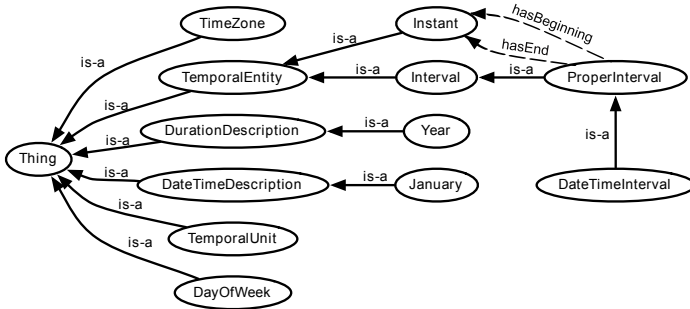 TimeZone
Instant
hasBeginning
hasEnd
is-a
is-a
TemporalEntity
is-a
Interval
is-a
ProperInterval
is-a
DurationDescription
is-a
Year
is-a
is-a
Thing
is-a
DateTimeDescription
is-a
January
DateTimeInterval
is-a
TemporalUnit
is-a
DayOfWeek